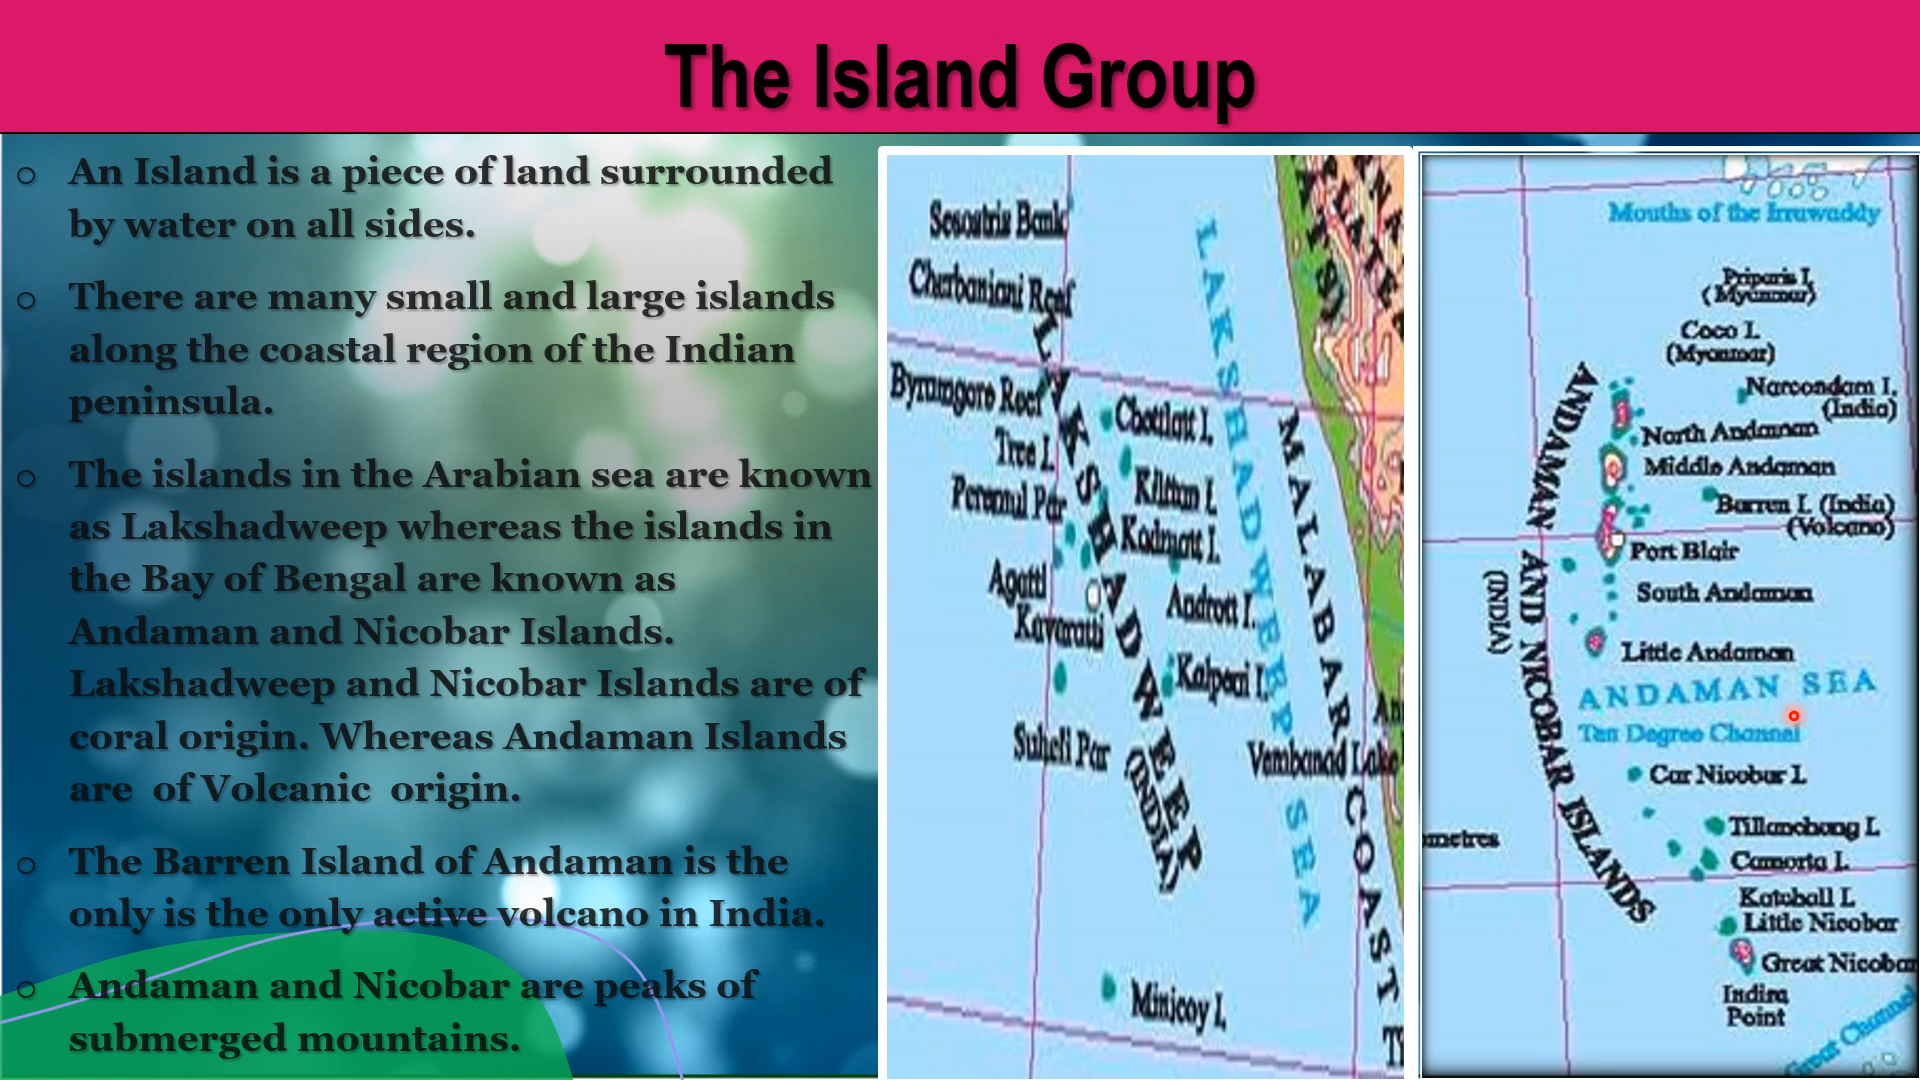 The Island Group
o An Island is a piece of land surrounded
by water on all sides.
o There are many small and large islands
along the coastal region of the Indian
peninsula.
o The islands in the Arabian sea are known
as Lakshadweep whereas the islands in
the Bay of Bengal are known as
Andaman and Nicobar Islands.
Lakshadweep and Nicobar Islands are of
coral origin. Whereas Andaman Islands
are of Volcanic origin.
o The Barren Island of Andaman is the
only is the only active volcano in India.
o Andaman and Nicobar are peaks of
submerged mountains.
Sesostris Bank
Cherbaniani Reef
Byramgore Reef
Chettlatt I.
Tree I.
Kiltan I.
Peremul Par
Kadmatt I.
Agatti
Andrott I.
Kavaratti
Kalpeni I.
Suheli Par
Vembanad Lake
Minicoy I.
LAKSHADWEEP
(INDIA)
LAKSHADWEEP SEA
MALABAR COAST
Mouths of the Irrawaddy
Priparis I.
(Myanmar)
Coco I.
(Myanmar)
Narcondam I.
(India)
North Andaman
Middle Andaman
Barren I. (India)
(Volcano)
Port Blair
South Andaman
Little Andaman
ANDAMAN SEA
Ten Degree Channel
Car Nicobar I.
Tillanchong I.
Camorta I.
Katchall I.
Little Nicobar
Great Nicobar
Indira
Point
Great Channel
ANDAMAN AND NICOBAR ISLANDS
(INDIA)